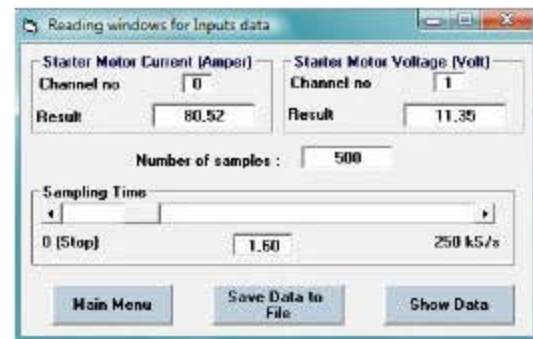 Reading windows for Inputs data
Starter Motor Current (Amper)
Channel no 0
Result 80.52
Starter Motor Voltage (Volt)
Channel no 1
Result 11.35
Number of samples : 500
Sampling Time
0 (Stop) 1.60 250 kS/s
Main Menu
Save Data to
File
Show Data